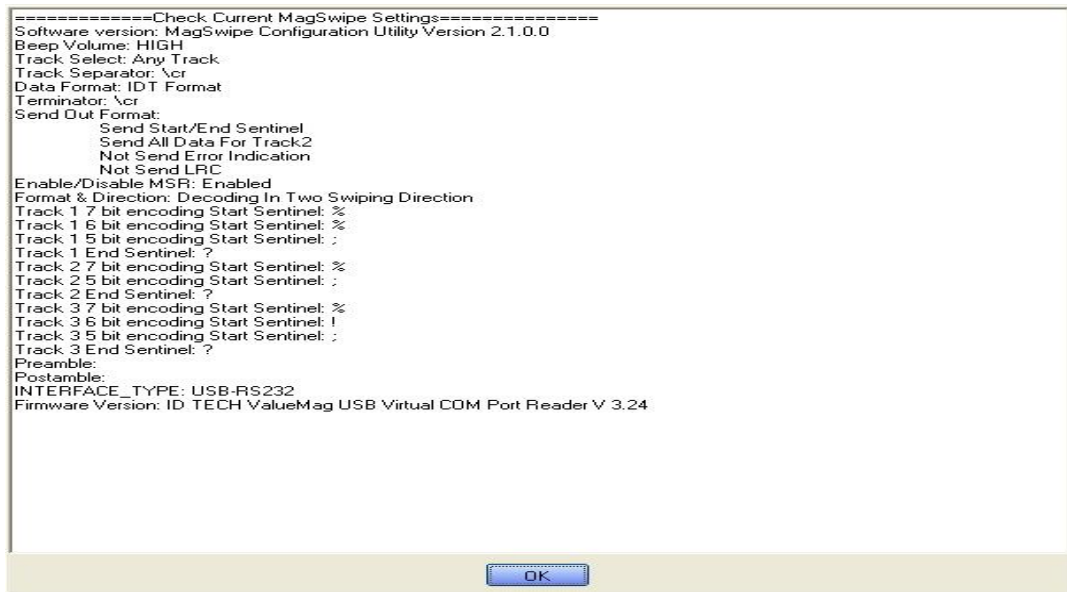 =============Check Current MagSwipe Settings===============
Software version: MagSwipe Configuration Utility Version 2.1.0.0
Beep Volume: HIGH
Track Select: Any Track
Track Separator: \cr
Data Format: IDT Format
Terminator: \cr
Send Out Format:
Send Start/End Sentinel
Send All Data For Track2
Not Send Error Indication
Not Send LRC
Enable/Disable MSR: Enabled
Format & Direction: Decoding In Two Swiping Direction
Track 1 7 bit encoding Start Sentinel: %
Track 1 6 bit encoding Start Sentinel: %
Track 1 5 bit encoding Start Sentinel: ;
Track 1 End Sentinel: ?
Track 2 7 bit encoding Start Sentinel: %
Track 2 5 bit encoding Start Sentinel: ;
Track 2 End Sentinel: ?
Track 3 7 bit encoding Start Sentinel: %
Track 3 6 bit encoding Start Sentinel: !
Track 3 5 bit encoding Start Sentinel: ;
Track 3 End Sentinel: ?
Preamble:
Postamble:
INTERFACE_TYPE: USB-RS232
Firmware Version: ID TECH ValueMag USB Virtual COM Port Reader V 3.24
OK